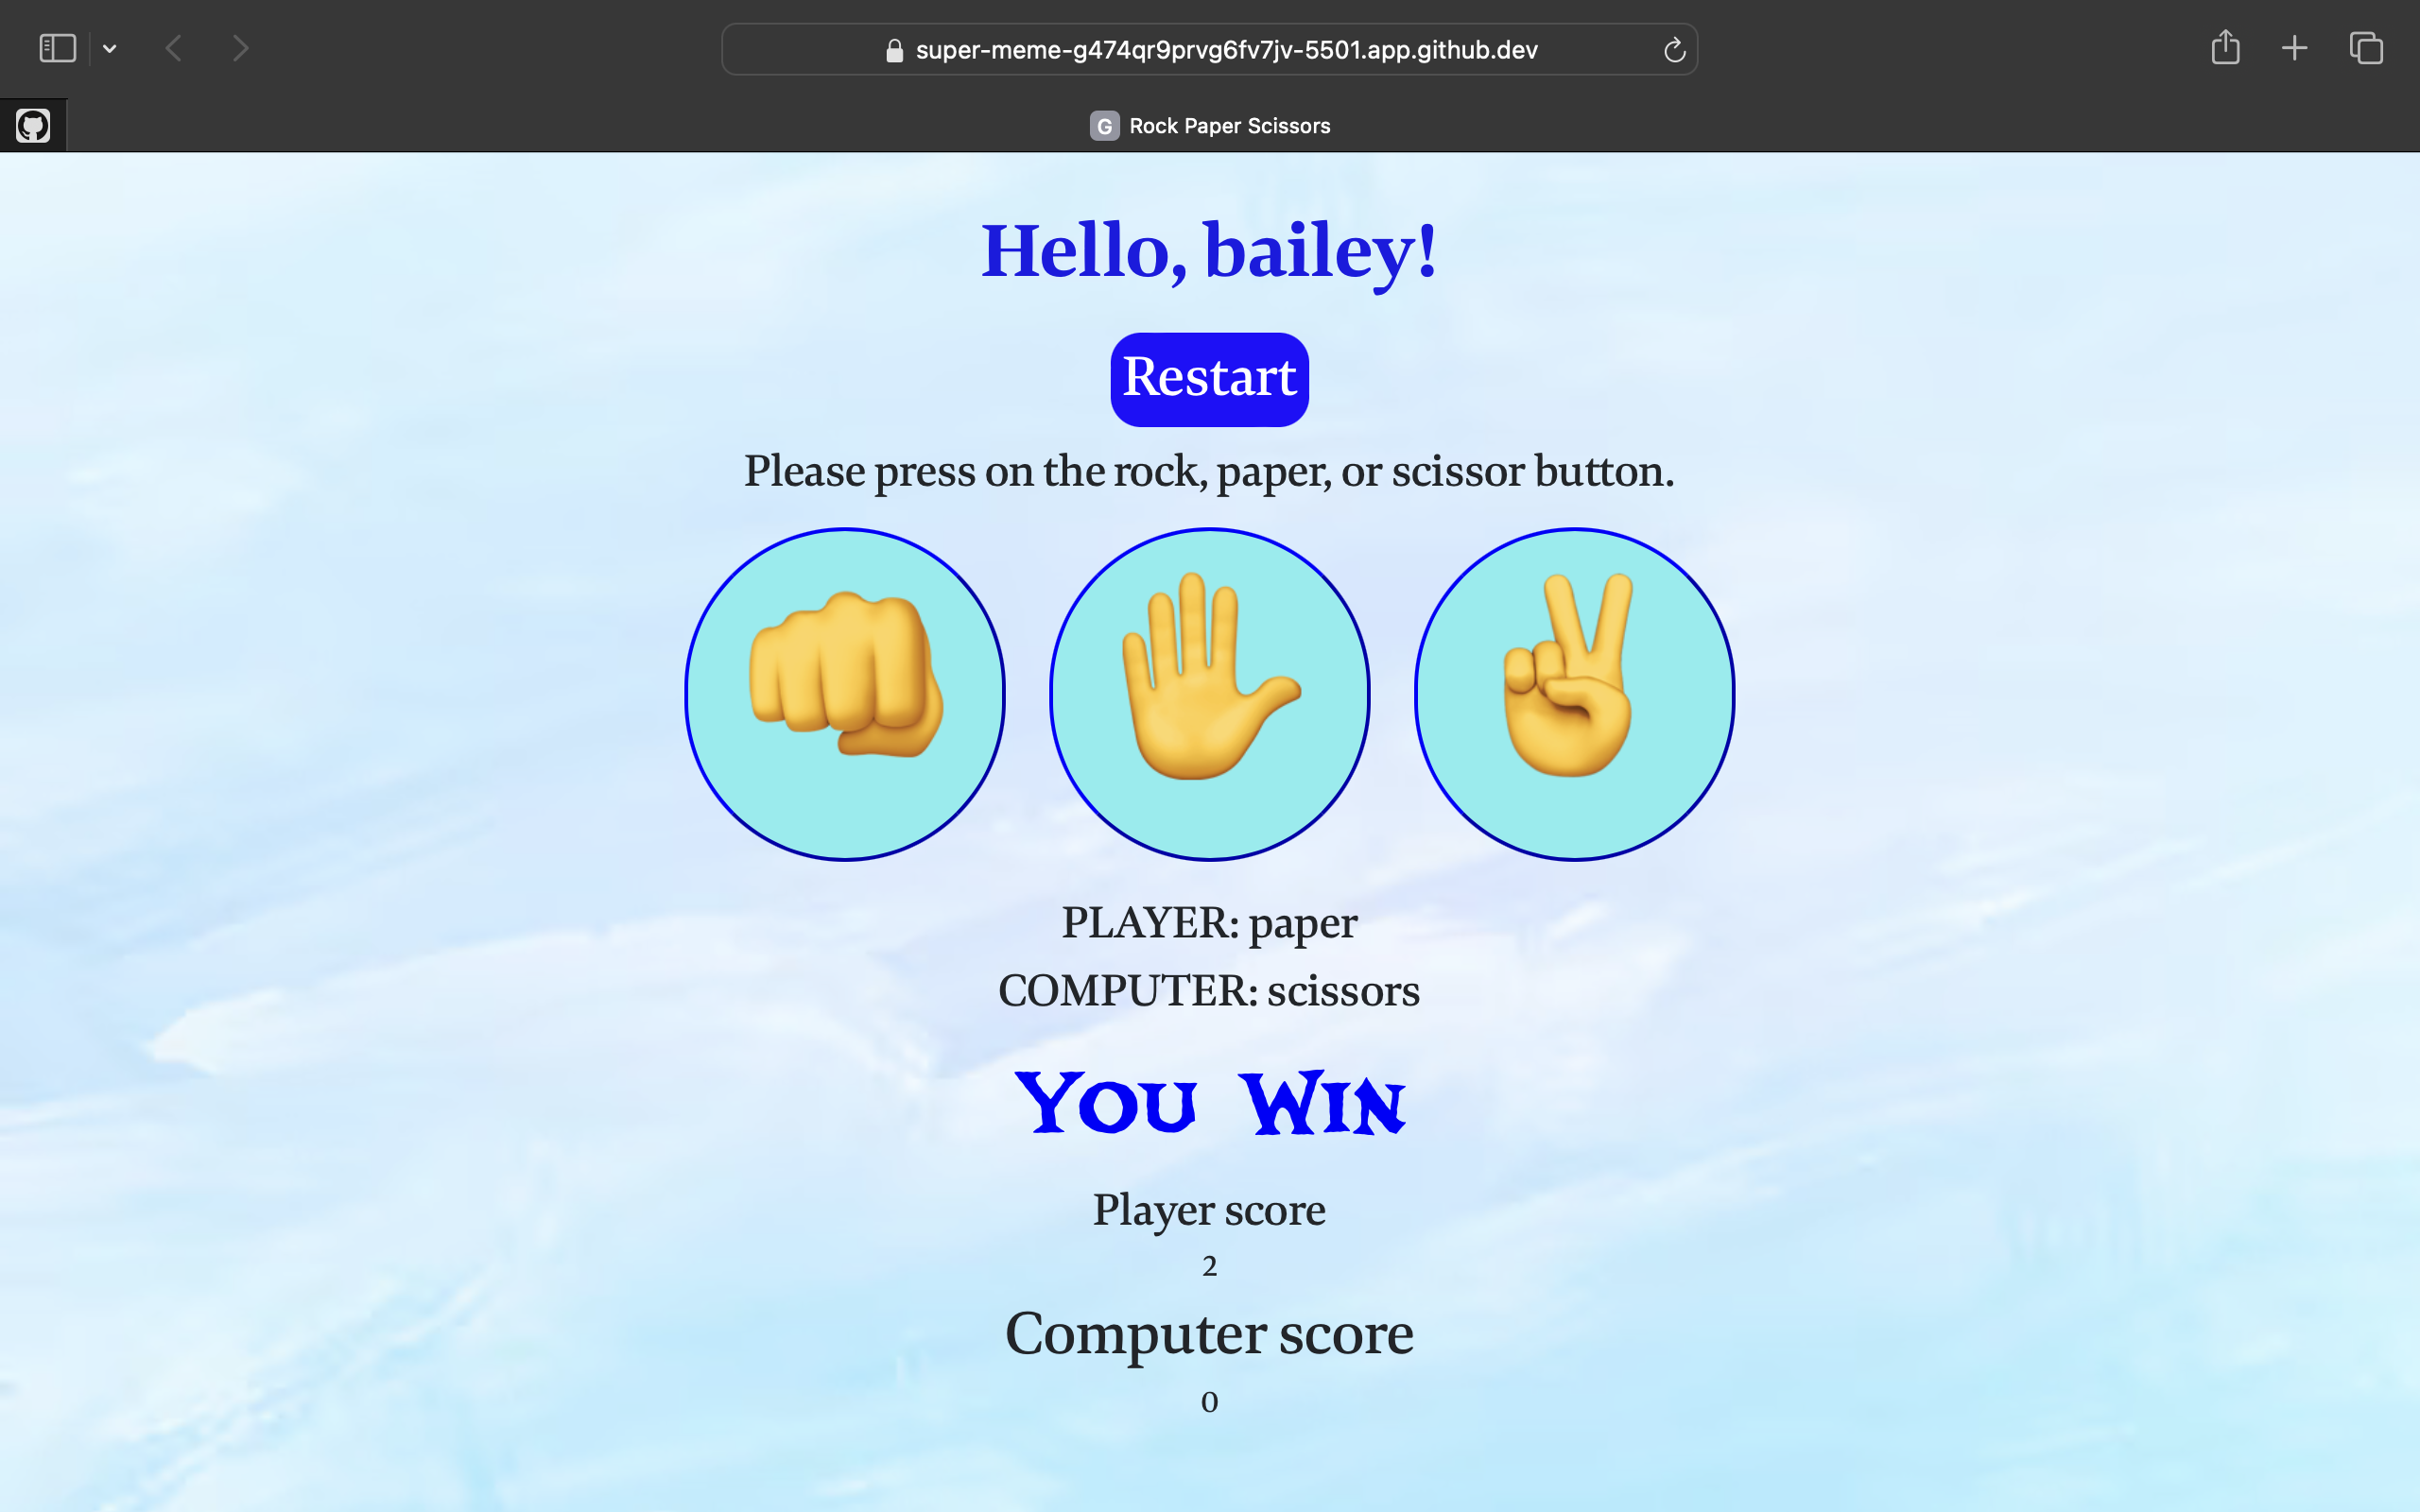 super-meme-g474qr9prvg6fv7jv-5501.app.github.dev
G Rock Paper Scissors
Hello, bailey!
Restart
Please press on the rock, paper, or scissor button.
PLAYER: paper
COMPUTER: scissors
You Win
Player score
2
Computer score
0